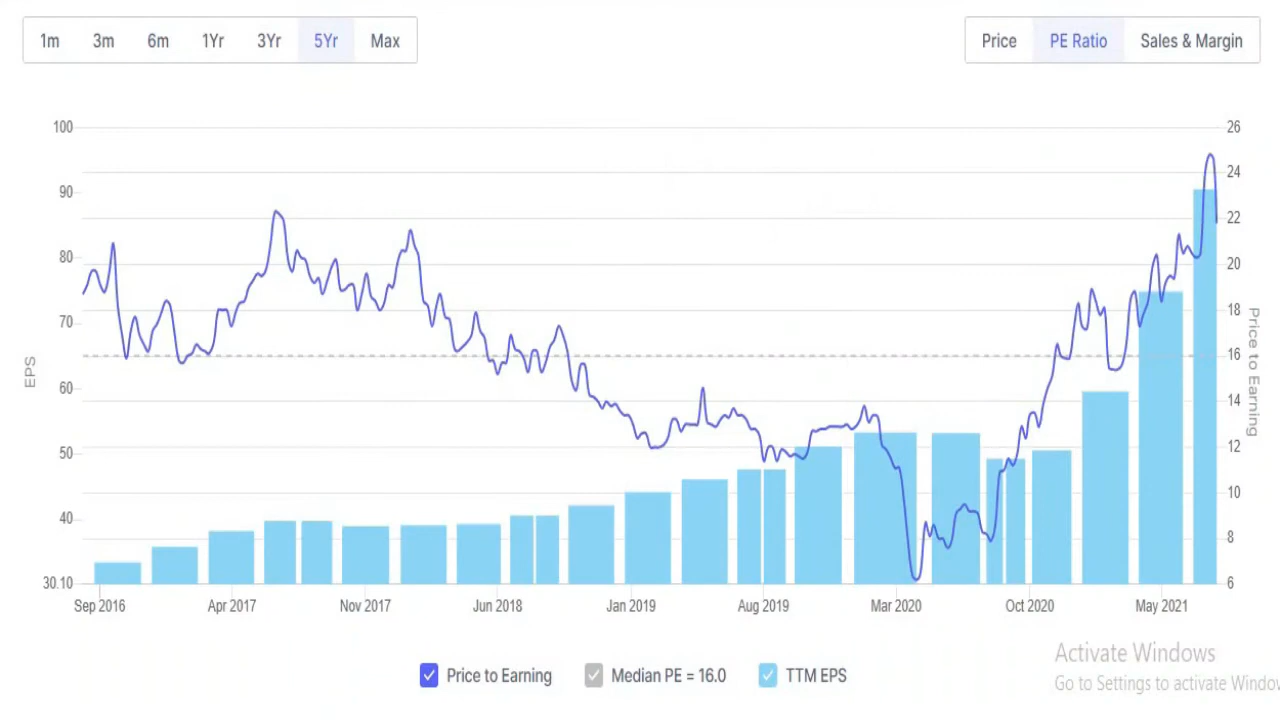 1m 3m 6m 1Yr 3Yr 5Yr Max Price PE Ratio Sales & Margin
100 26
24
90
22
80 20
70 18
16
60
14
50 12
10
40
8
30.10 6
EPS
Price to Earning
Sep 2016 Apr 2017 Nov 2017 Jun 2018 Jan 2019 Aug 2019 Mar 2020 Oct 2020 May 2021
Price to Earning Median PE = 16.0 TTM EPS
Activate Windows
Go to Settings to activate Window